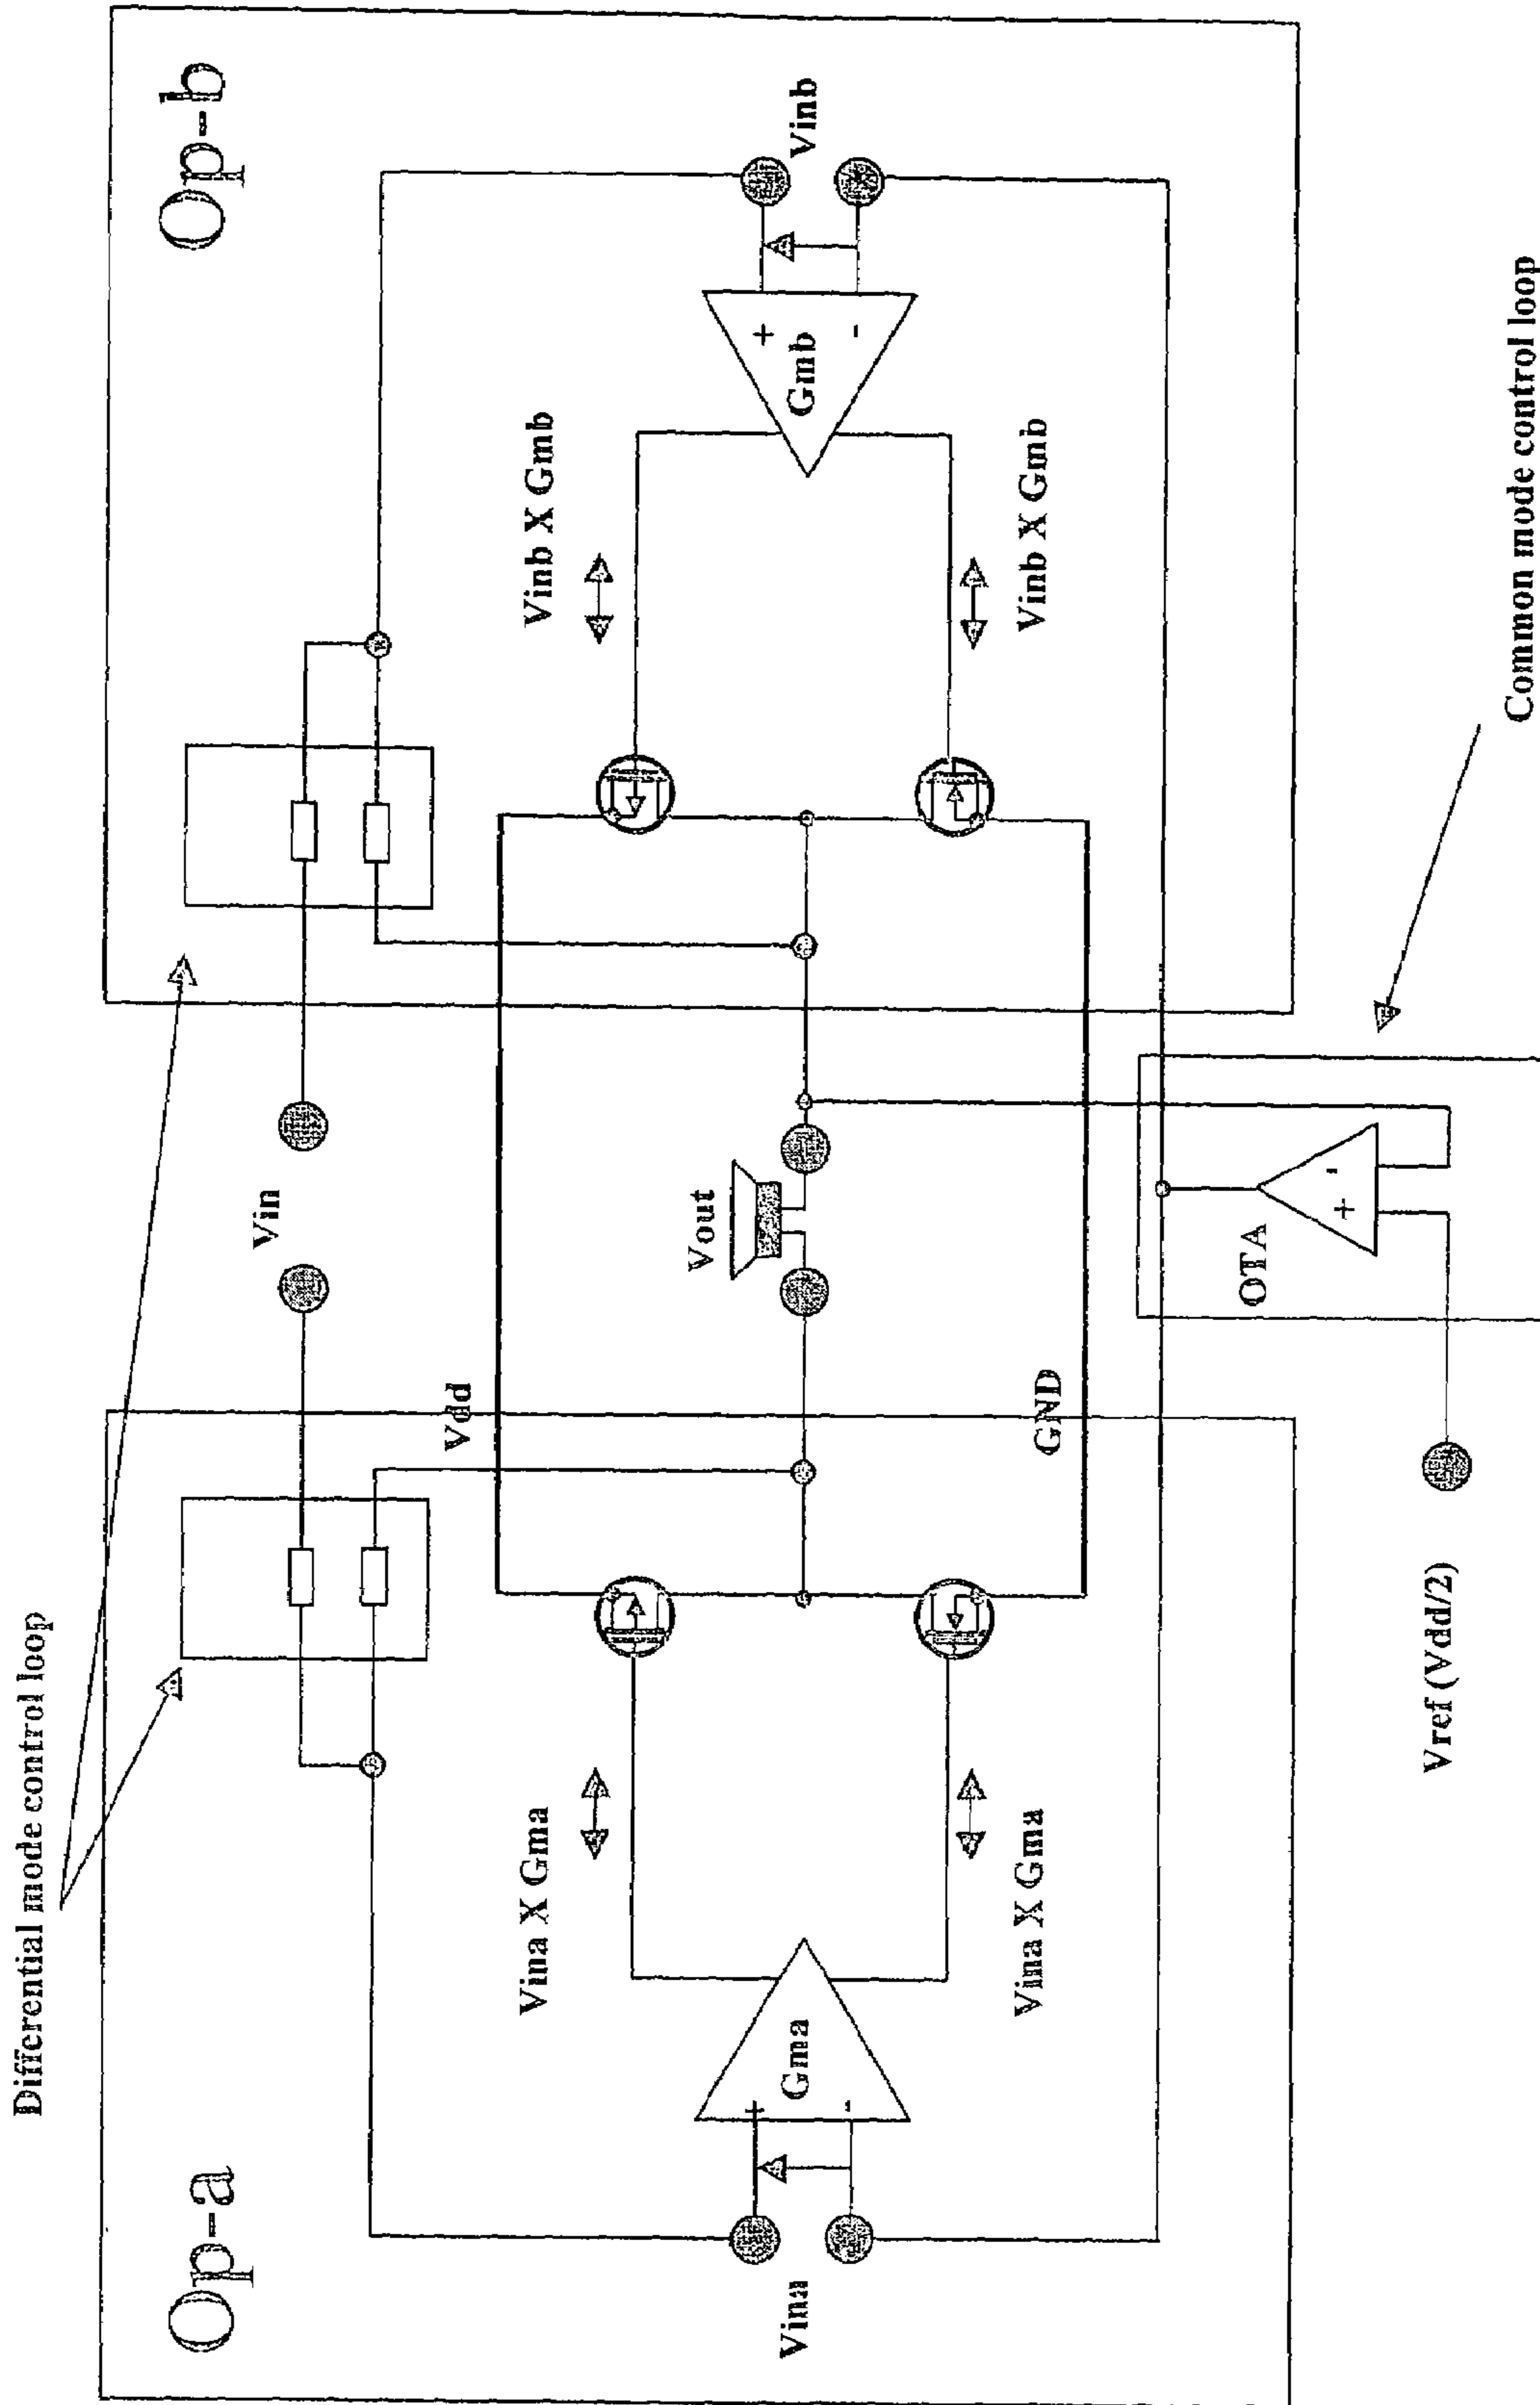 Differential mode control loop
Op-a
Op-b
Vin
Vdd
Vina X Gma
Vinb X Gmb
Vout
Vina
Gma
+
-
Vinb
Gmb
+
-
Vina X Gma
Vinb X Gmb
GND
OTA
+
-
Vref (Vdd/2)
Common mode control loop